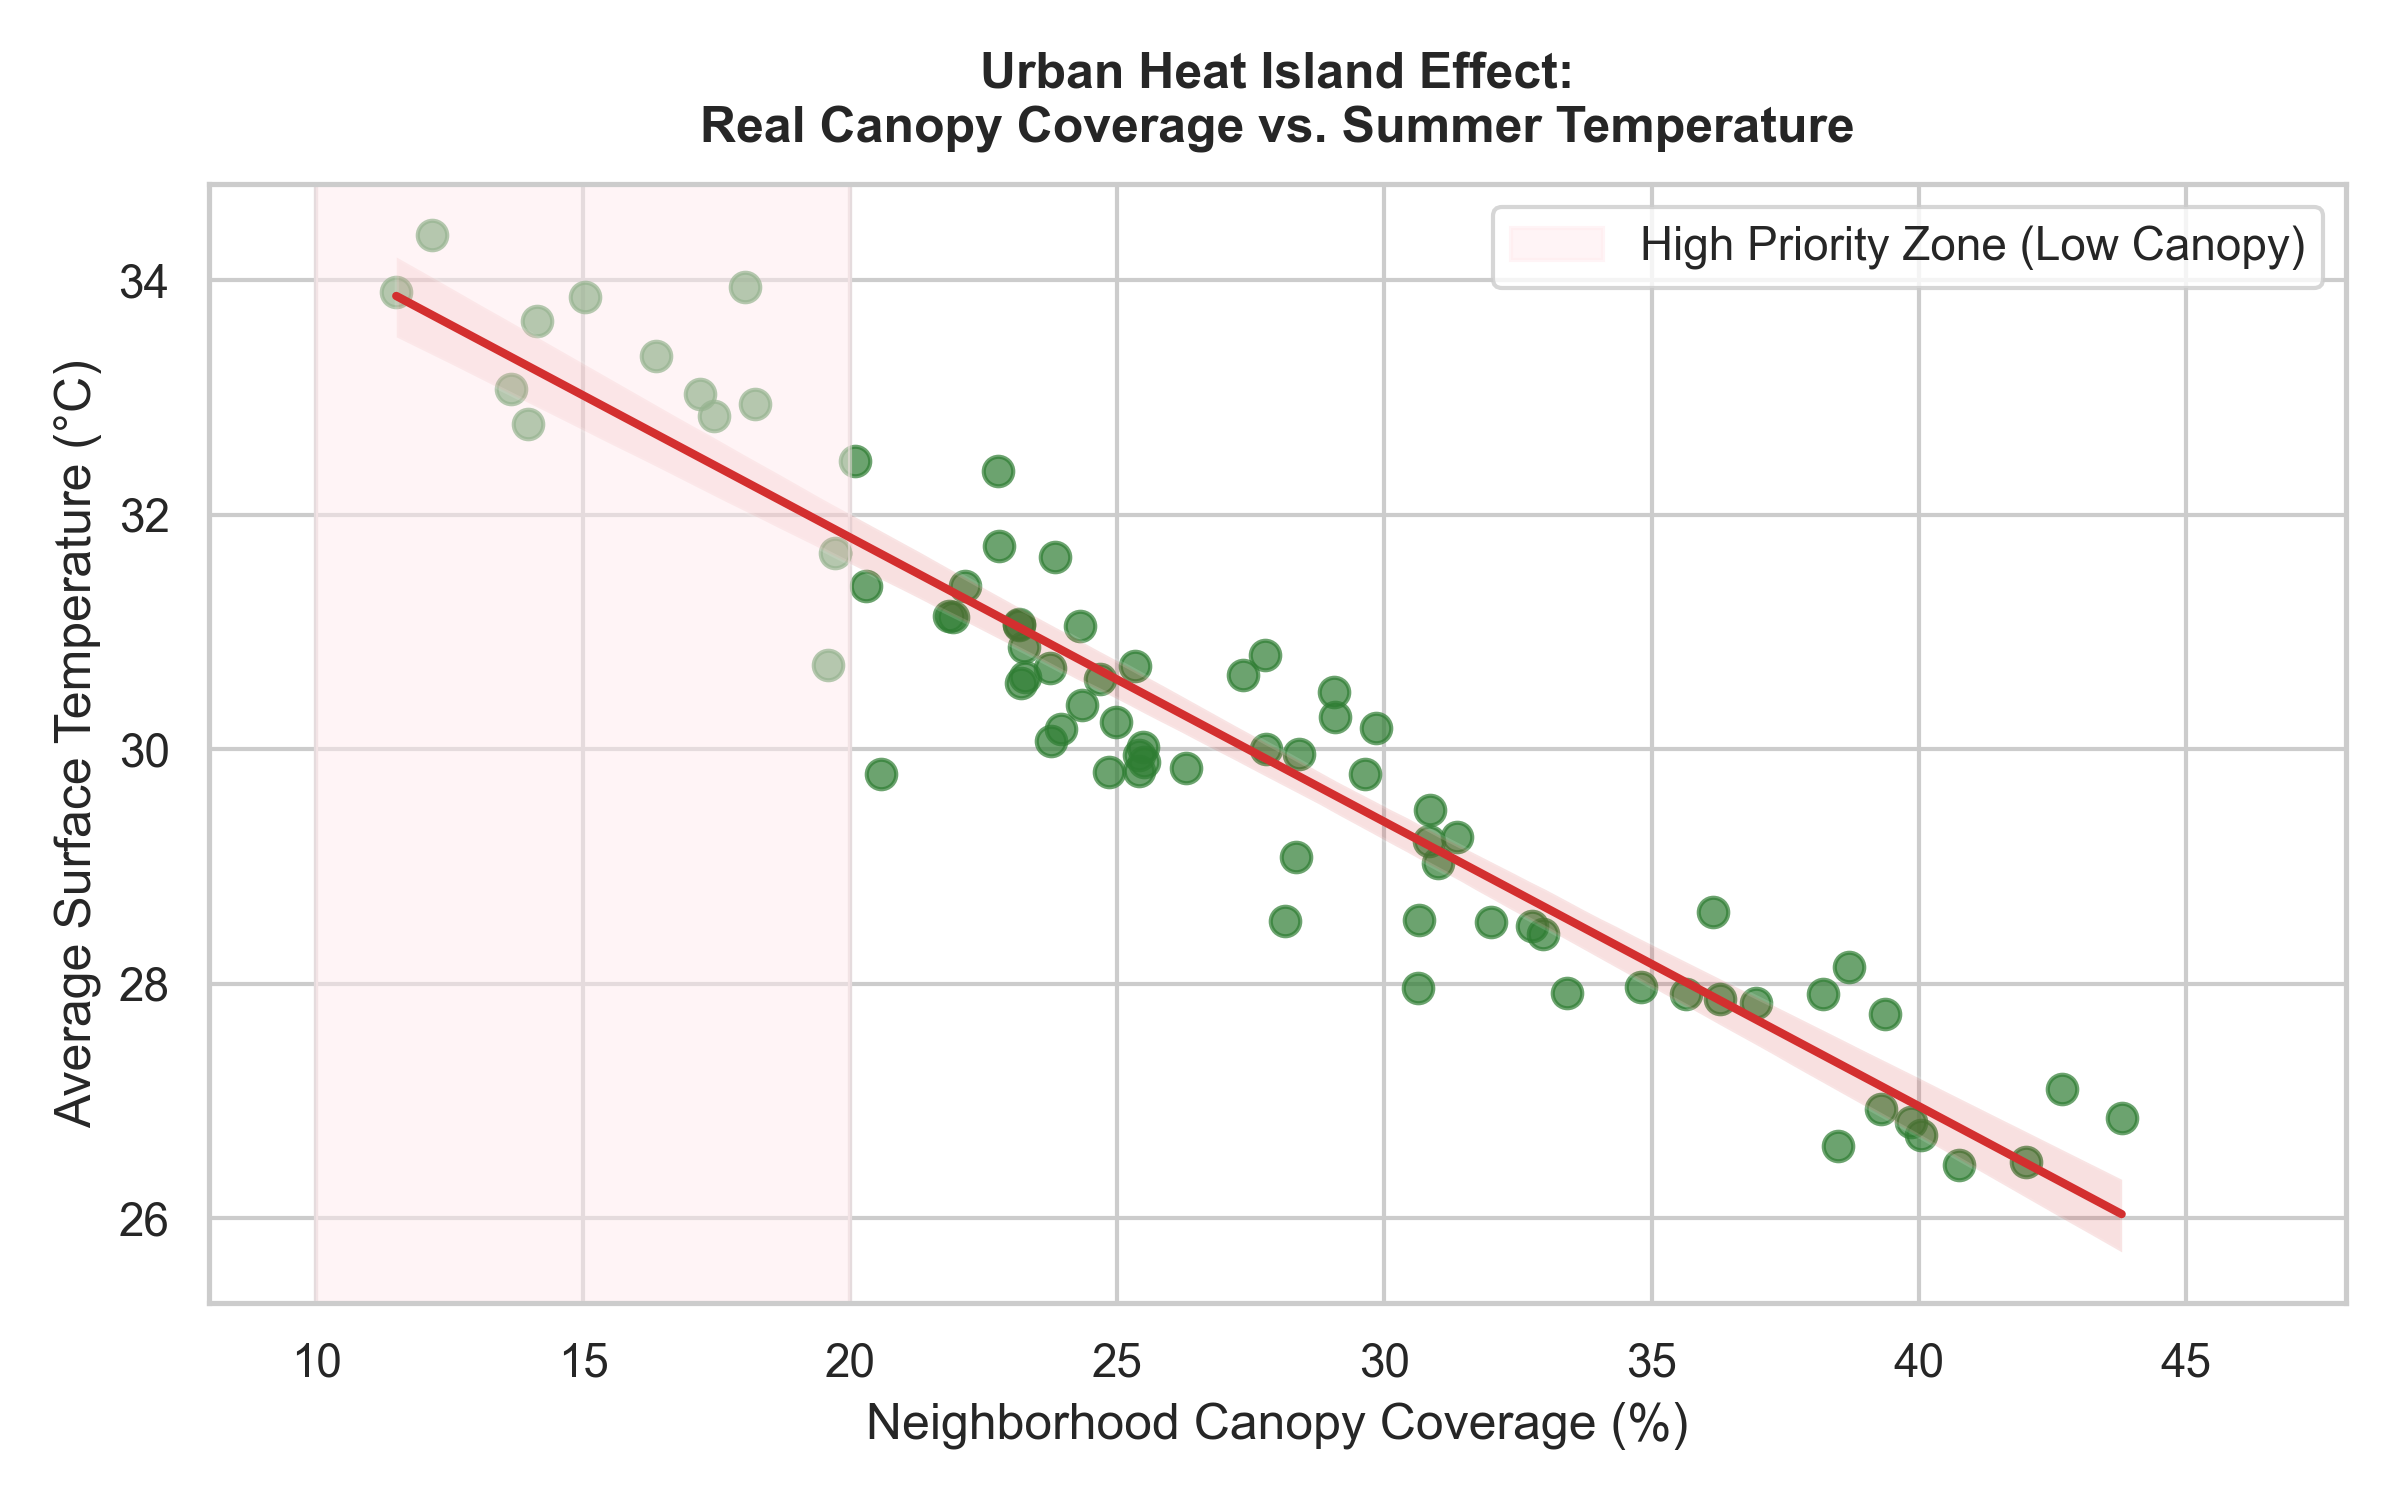 Urban Heat Island Effect:
Real Canopy Coverage vs. Summer Temperature
High Priority Zone (Low Canopy)
Average Surface Temperature (°C)
34
32
30
28
26
10 15 20 25 30 35 40 45
Neighborhood Canopy Coverage (%)